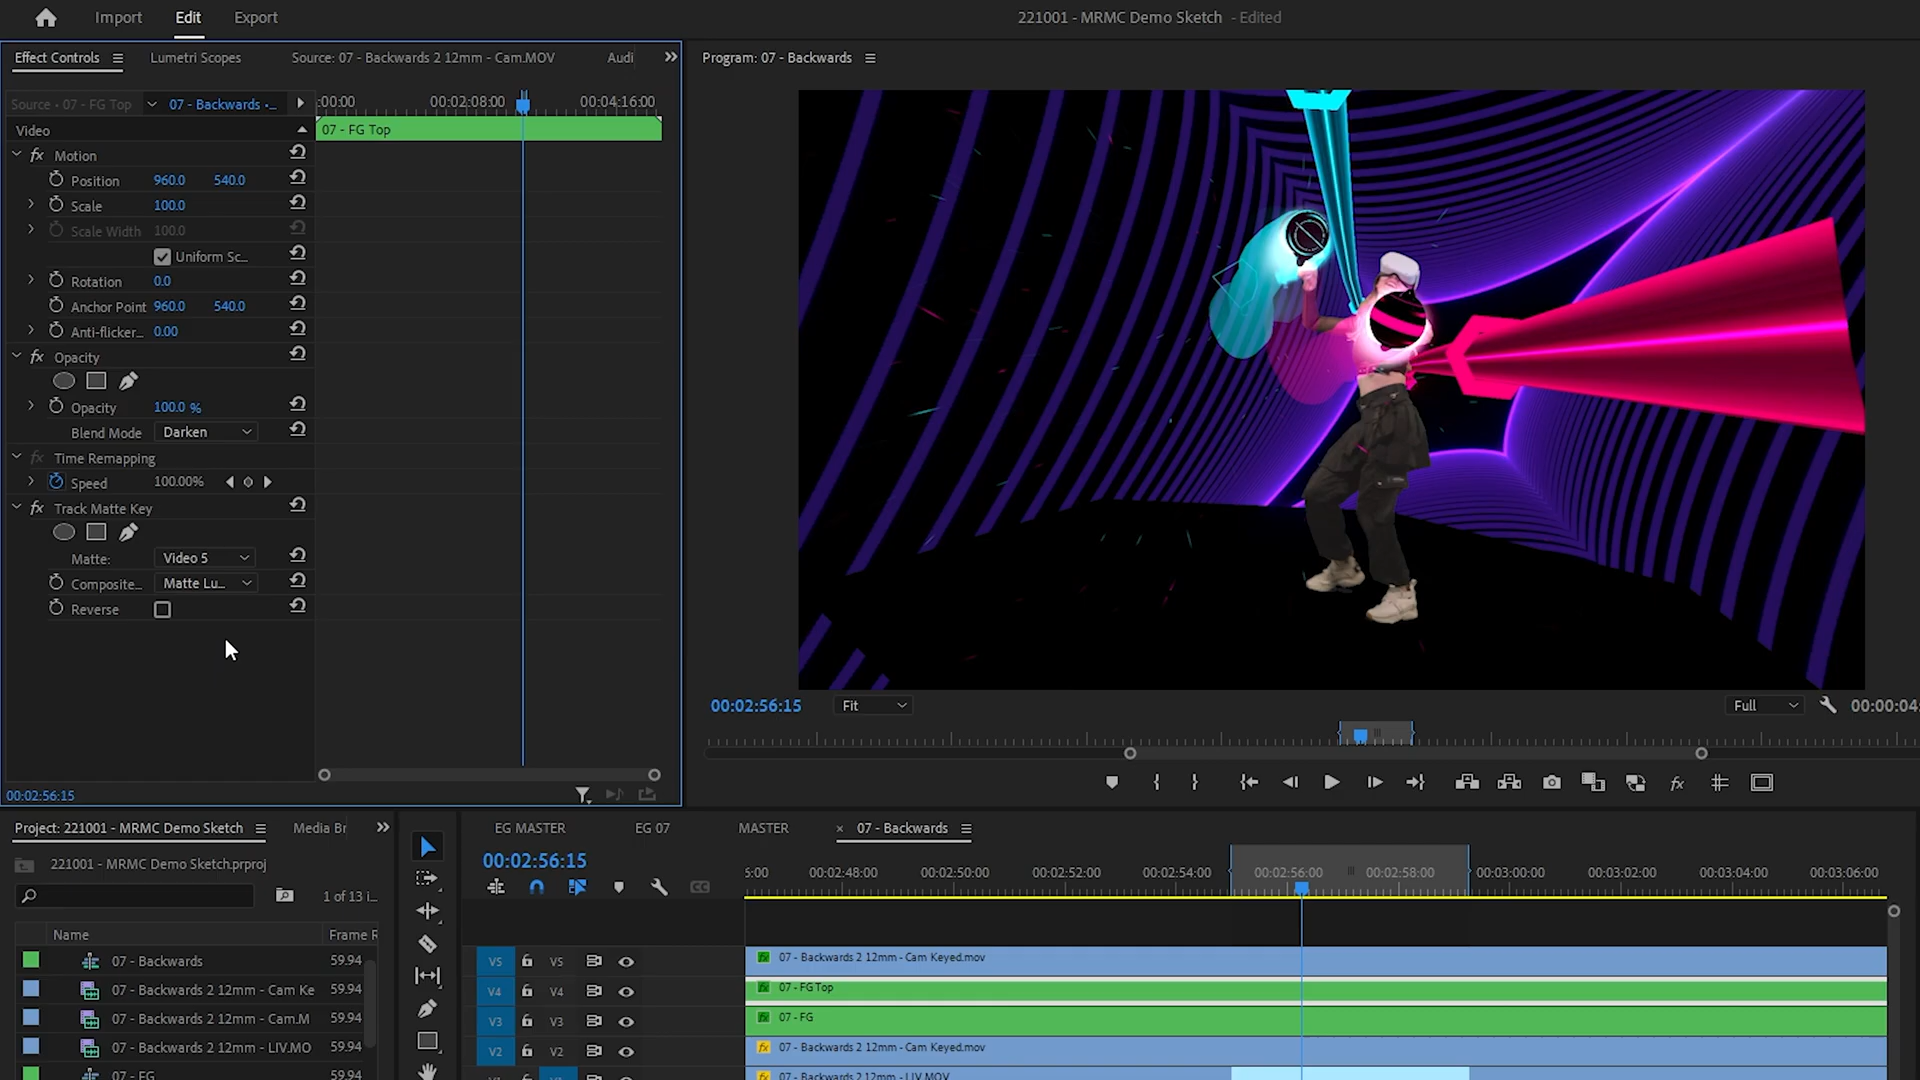 Import Edit Export 221001 - MRMC Demo Sketch - Edited
Effect Controls Lumetri Scopes Source: 07 - Backwards 2 12mm - Cam.MOV Audi
Program: 07 - Backwards
Source • 07 - FG Top 07 - Backwards •...
:00:00 00:02:08:00 00:04:16:00
Video 07 - FG Top
fx Motion
Position 960.0 540.0
Scale 100.0
Scale Width 100.0
Uniform Sc...
Rotation 0.0
Anchor Point 960.0 540.0
Anti-flicker... 0.00
fx Opacity
Opacity 100.0 %
Blend Mode Darken
fx Time Remapping
Speed 100.00%
fx Track Matte Key
Matte: Video 5
Composite... Matte Lu...
Reverse
00:02:56:15 Fit Full 00:00:04:
00:02:56:15
Project: 221001 - MRMC Demo Sketch Media Br
221001 - MRMC Demo Sketch.prproj
1 of 13 i...
Name Frame R
07 - Backwards 59.94
07 - Backwards 2 12mm - Cam Ke 59.94
07 - Backwards 2 12mm - Cam.M 59.94
07 - Backwards 2 12mm - LIV.MO 59.94
07 - FG 59.94
EG MASTER EG 07 MASTER × 07 - Backwards
00:02:56:15
5:00 00:02:48:00 00:02:50:00 00:02:52:00 00:02:54:00 00:02:56:00 00:02:58:00 00:03:00:00 00:03:02:00 00:03:04:00 00:03:06:00
V5 V5 fx 07 - Backwards 2 12mm - Cam Keyed.mov
V4 V4 fx 07 - FG Top
V3 V3 fx 07 - FG
V2 V2 fx 07 - Backwards 2 12mm - Cam Keyed.mov
fx 07 - Backwards 2 12mm - LIV.MOV